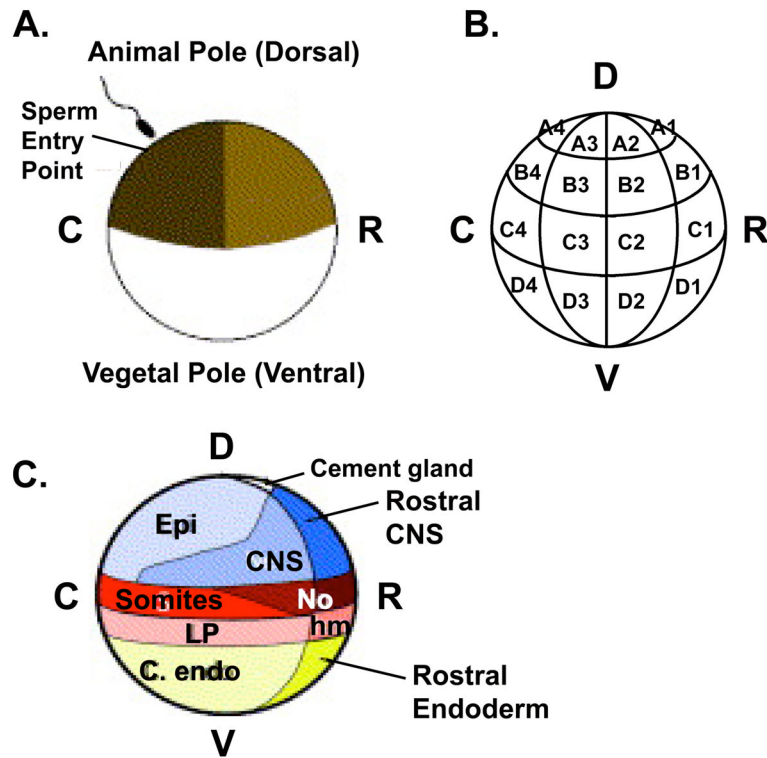 A.
Animal Pole (Dorsal)
Sperm
Entry
Point
C
R
Vegetal Pole (Ventral)
B.
D
A4
A3
A2
A1
B4
B3
B2
B1
C
C4
C3
C2
C1
R
D4
D3
D2
D1
V
C.
D
Cement gland
Rostral
CNS
Epi
CNS
C
Somites
No
R
LP
hm
C. endo
Rostral
Endoderm
V